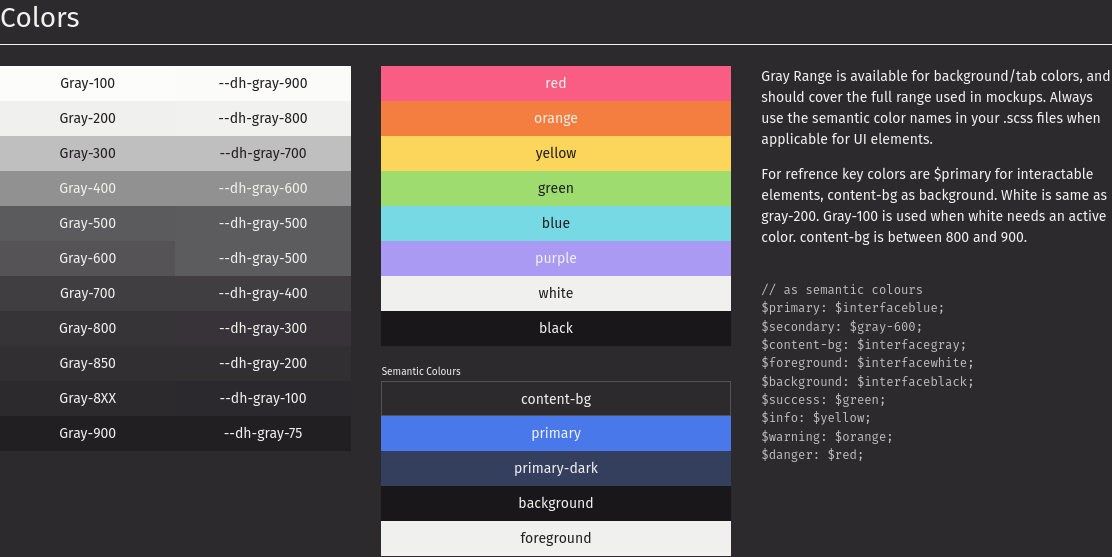 Colors
Gray-100 --dh-gray-900
Gray-200 --dh-gray-800
Gray-300 --dh-gray-700
Gray-400 --dh-gray-600
Gray-500 --dh-gray-500
Gray-600 --dh-gray-500
Gray-700 --dh-gray-400
Gray-800 --dh-gray-300
Gray-850 --dh-gray-200
Gray-8XX --dh-gray-100
Gray-900 --dh-gray-75
red
orange
yellow
green
blue
purple
white
black
Semantic Colours
content-bg
primary
primary-dark
background
foreground
Gray Range is available for background/tab colors, and
should cover the full range used in mockups. Always
use the semantic color names in your .scss files when
applicable for UI elements.
For refrence key colors are $primary for interactable
elements, content-bg as background. White is same as
gray-200. Gray-100 is used when white needs an active
color. content-bg is between 800 and 900.
// as semantic colours
$primary: $interfaceblue;
$secondary: $gray-600;
$content-bg: $interfacegray;
$foreground: $interfacewhite;
$background: $interfaceblack;
$success: $green;
$info: $yellow;
$warning: $orange;
$danger: $red;